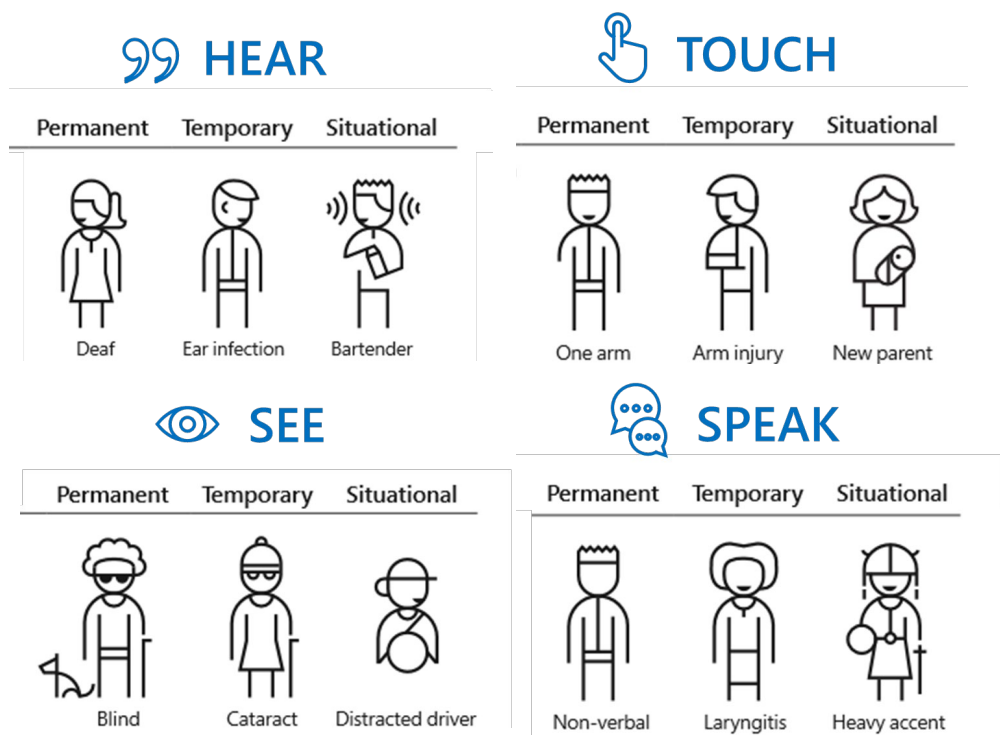 HEAR
Permanent Temporary Situational
Deaf Ear infection Bartender
TOUCH
Permanent Temporary Situational
One arm Arm injury New parent
SEE
Permanent Temporary Situational
Blind Cataract Distracted driver
SPEAK
Permanent Temporary Situational
Non-verbal Laryngitis Heavy accent